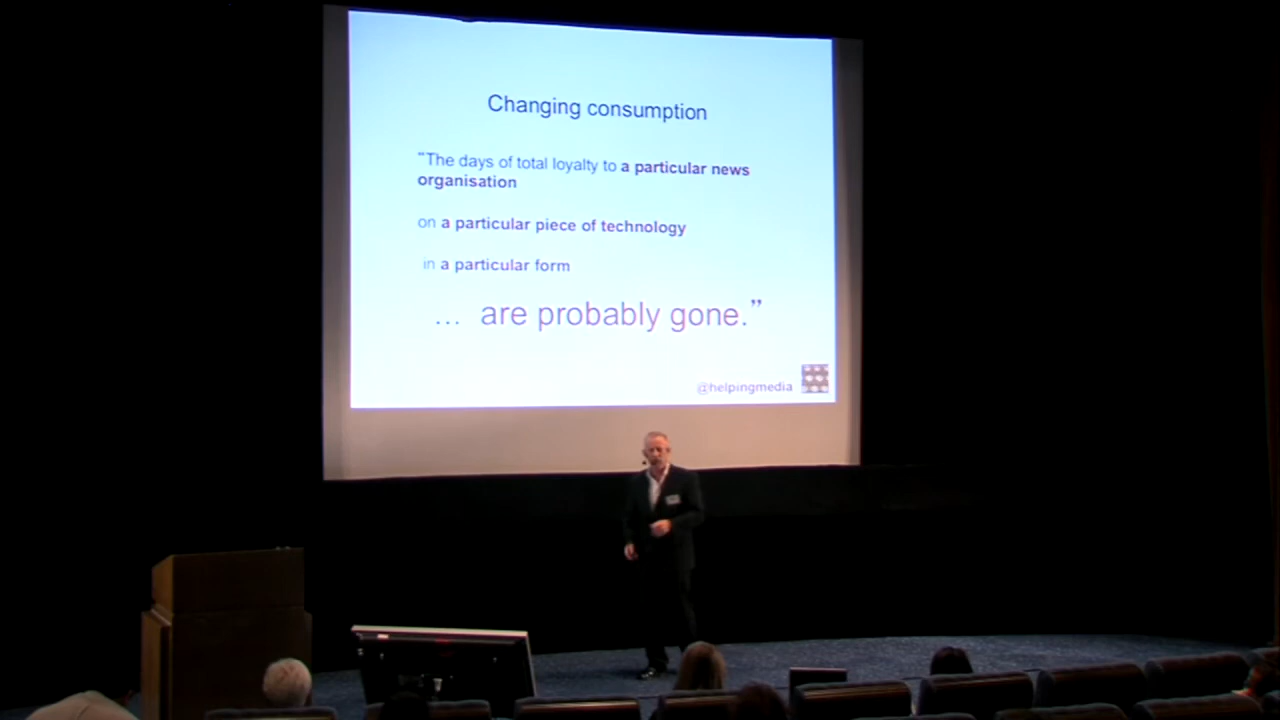 Changing consumption
“The days of total loyalty to a particular news
organisation
on a particular piece of technology
in a particular form
... are probably gone.”
@helpingmedia